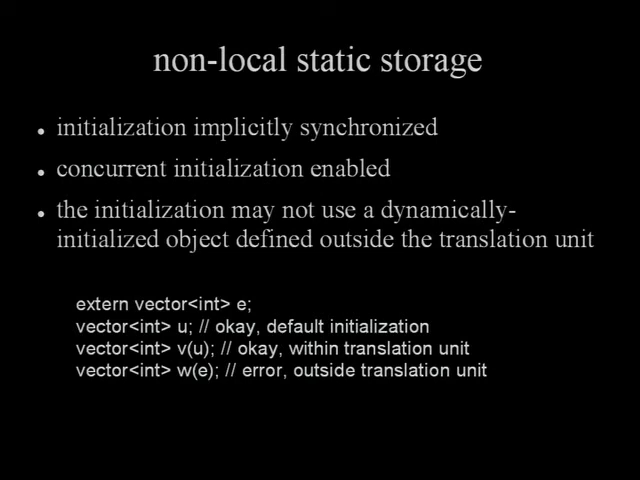 non-local static storage
• initialization implicitly synchronized
• concurrent initialization enabled
• the initialization may not use a dynamically-
initialized object defined outside the translation unit
extern vector<int> e;
vector<int> u; // okay, default initialization
vector<int> v(u); // okay, within translation unit
vector<int> w(e); // error, outside translation unit